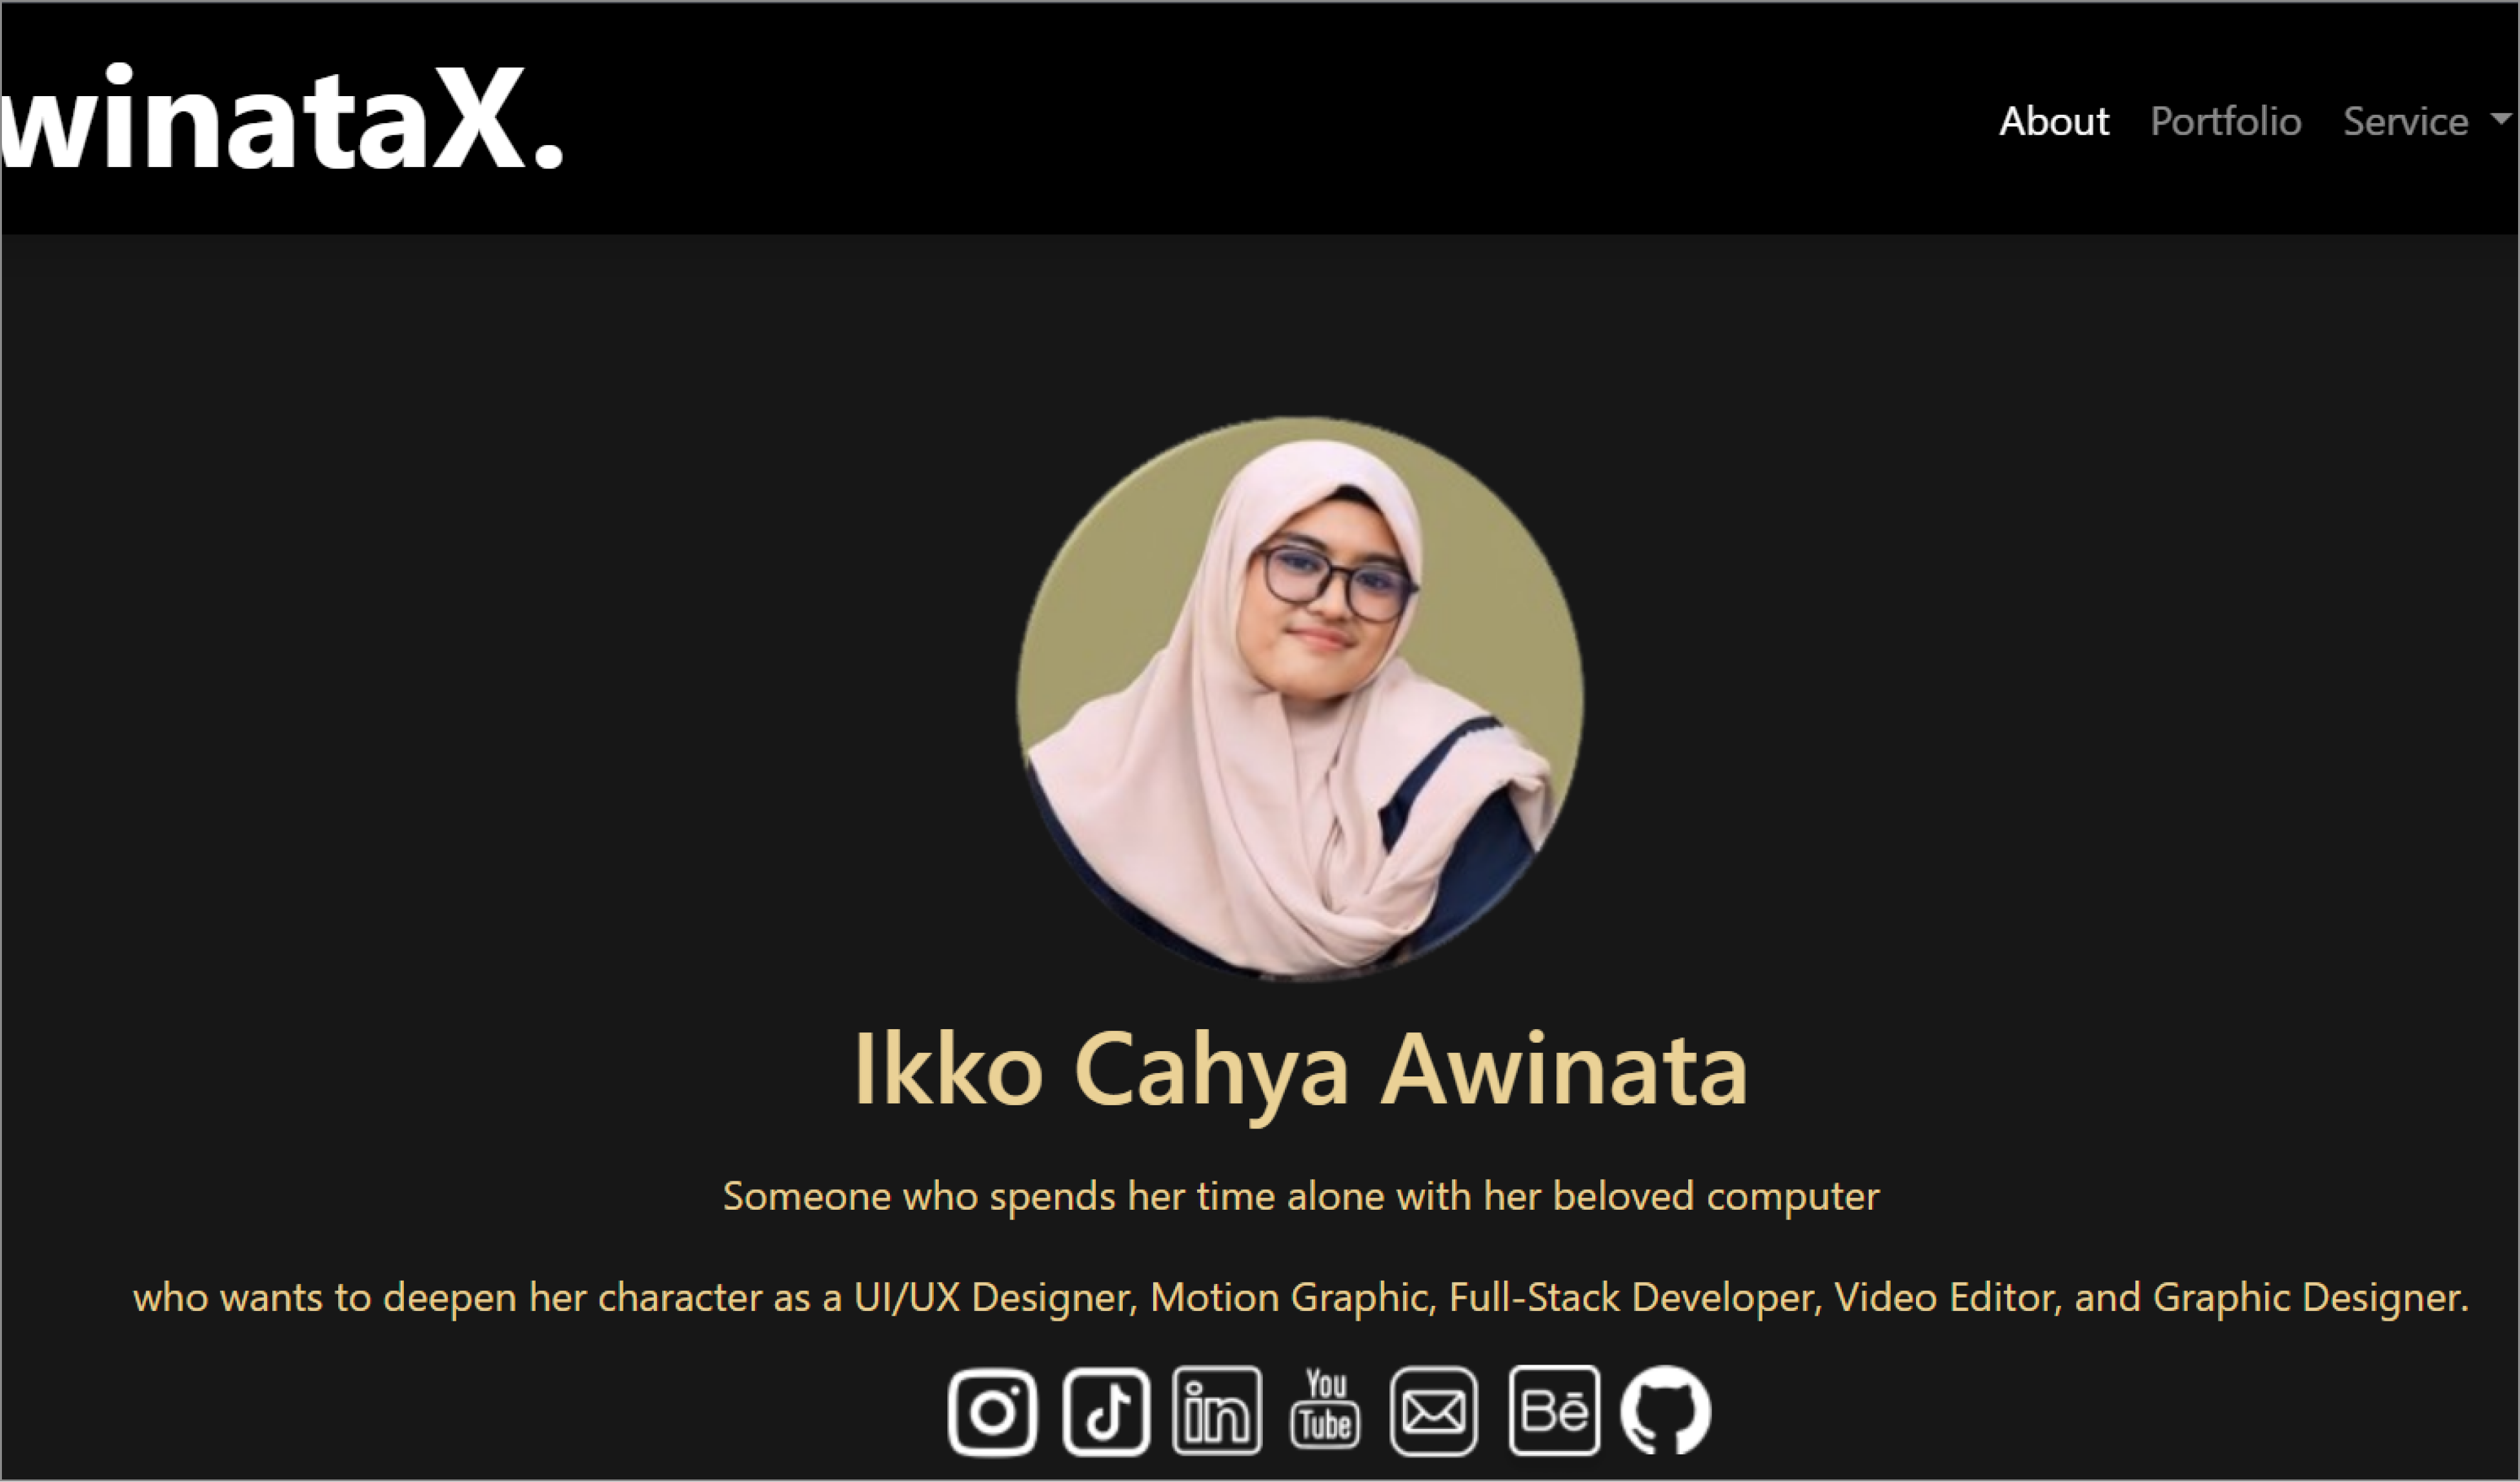 winataX.
About Portfolio Service
Ikko Cahya Awinata
Someone who spends her time alone with her beloved computer
who wants to deepen her character as a UI/UX Designer, Motion Graphic, Full-Stack Developer, Video Editor, and Graphic Designer.
in You Tube Bē